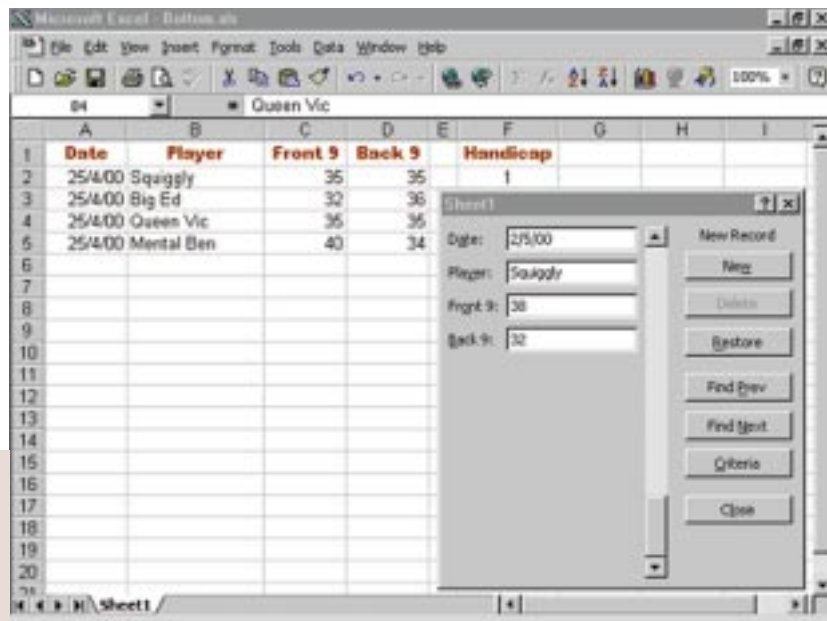 Microsoft Excel - Bottom.xls
File Edit View Insert Format Tools Data Window Help
100%
B4 = Queen Vic
A B C D E F G H I
1 Date Player Front 9 Back 9 Handicap
2 25/4/00 Squiggly 35 35 1
3 25/4/00 Big Ed 32 36
4 25/4/00 Queen Vic 35 35
5 25/4/00 Mental Ben 40 34
6
7
8
9
10
11
12
13
14
15
16
17
18
19
20
21
Sheet1
Date: 2/5/00
Player: Squiggly
Front 9: 38
Back 9: 32
New Record
New
Delete
Restore
Find Prev
Find Next
Criteria
Close
Sheet1